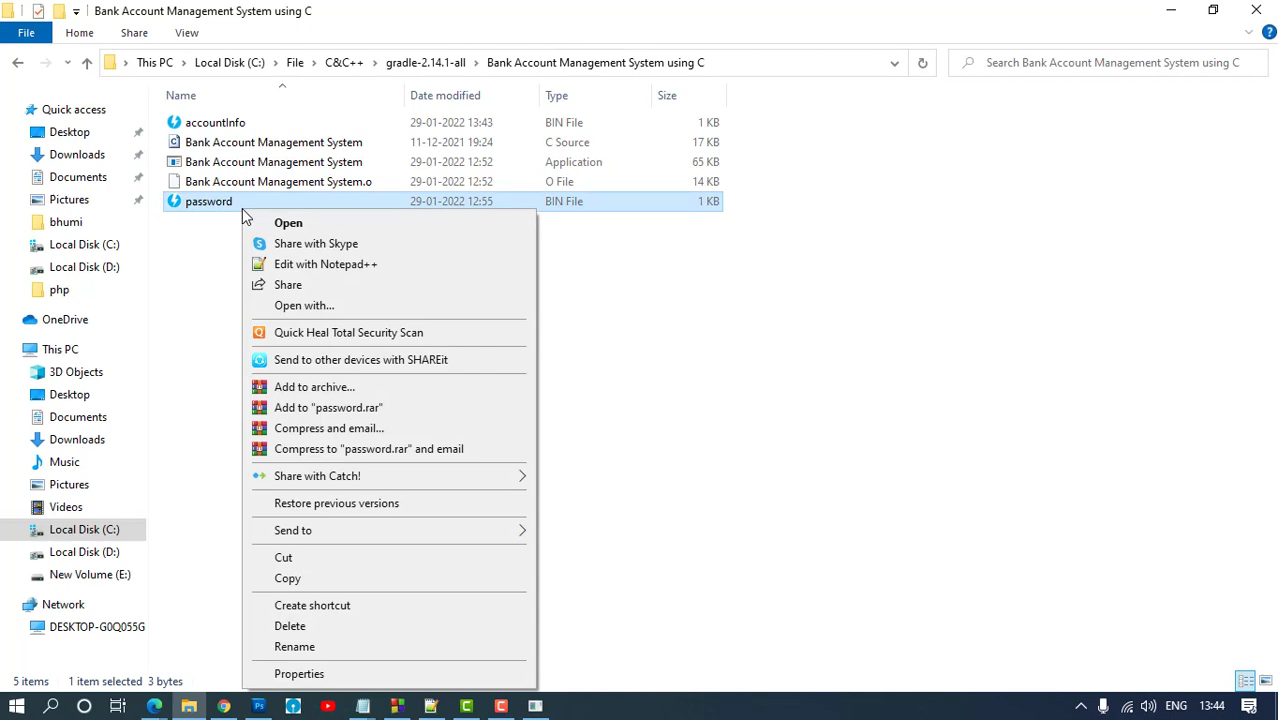 Bank Account Management System using C
File Home Share View
This PC Local Disk (C:) File C&C++ gradle-2.14.1-all Bank Account Management System using C
Search Bank Account Management System using C
Name Date modified Type Size
Quick access
Desktop
Downloads
Documents
Pictures
bhumi
Local Disk (C:)
Local Disk (D:)
php
OneDrive
This PC
3D Objects
Desktop
Documents
Downloads
Music
Pictures
Videos
Local Disk (C:)
Local Disk (D:)
New Volume (E:)
Network
DESKTOP-G0Q055G
accountInfo 29-01-2022 13:43 BIN File 1 KB
Bank Account Management System 11-12-2021 19:24 C Source 17 KB
Bank Account Management System 29-01-2022 12:52 Application 65 KB
Bank Account Management System.o 29-01-2022 12:52 O File 14 KB
password 29-01-2022 12:55 BIN File 1 KB
Open
Share with Skype
Edit with Notepad++
Share
Open with...
Quick Heal Total Security Scan
Send to other devices with SHAREit
Add to archive...
Add to "password.rar"
Compress and email...
Compress to "password.rar" and email
Share with Catch!
Restore previous versions
Send to
Cut
Copy
Create shortcut
Delete
Rename
Properties
5 items 1 item selected 3 bytes
ENG 13:44